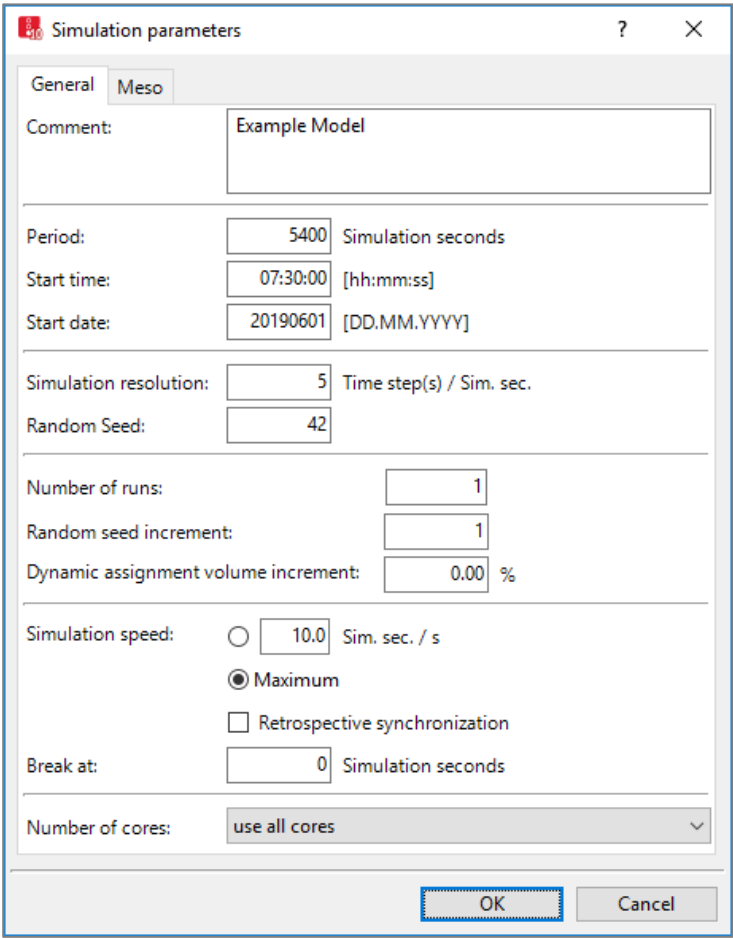 Simulation parameters ?
General Meso
Comment: Example Model
Period: 5400 Simulation seconds
Start time: 07:30:00 [hh:mm:ss]
Start date: 20190601 [DD.MM.YYYY]
Simulation resolution: 5 Time step(s) / Sim. sec.
Random Seed: 42
Number of runs: 1
Random seed increment: 1
Dynamic assignment volume increment: 0.00 %
Simulation speed: 10.0 Sim. sec. / s
Maximum
Retrospective synchronization
Break at: 0 Simulation seconds
Number of cores: use all cores
OK Cancel